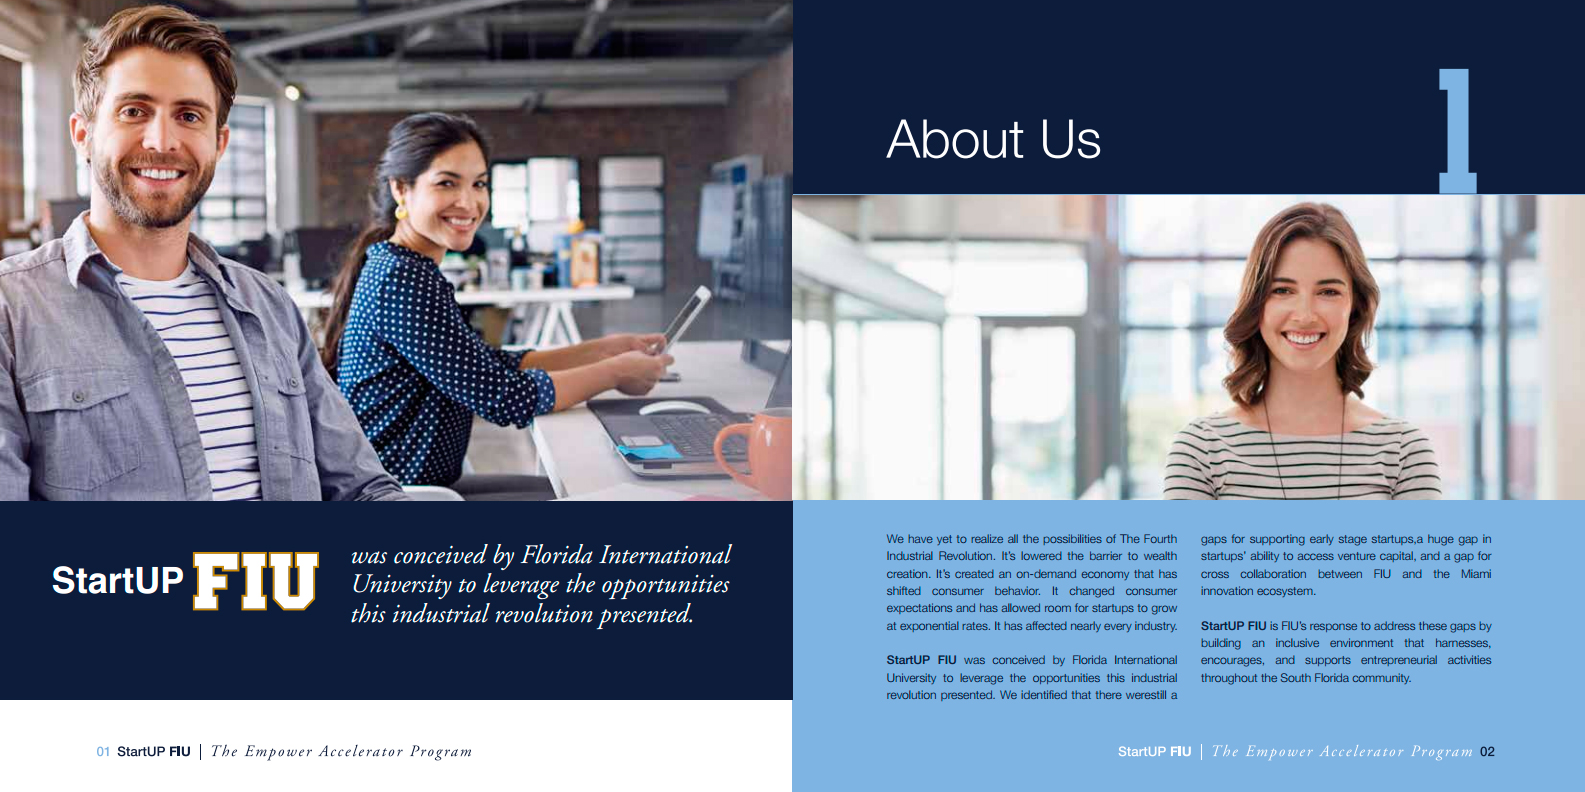 StartUP FIU
was conceived by Florida International
University to leverage the opportunities
this industrial revolution presented.
01 StartUP FIU | The Empower Accelerator Program
About Us
1
We have yet to realize all the possibilities of The Fourth
Industrial Revolution. It's lowered the barrier to wealth
creation. It's created an on-demand economy that has
shifted consumer behavior. It changed consumer
expectations and has allowed room for startups to grow
at exponential rates. It has affected nearly every industry.
StartUP FIU was conceived by Florida International
University to leverage the opportunities this industrial
revolution presented. We identified that there werestill a
gaps for supporting early stage startups,a huge gap in
startups' ability to access venture capital, and a gap for
cross collaboration between FIU and the Miami
innovation ecosystem.
StartUP FIU is FIU's response to address these gaps by
building an inclusive environment that harnesses,
encourages, and supports entrepreneurial activities
throughout the South Florida community.
StartUP FIU | The Empower Accelerator Program 02